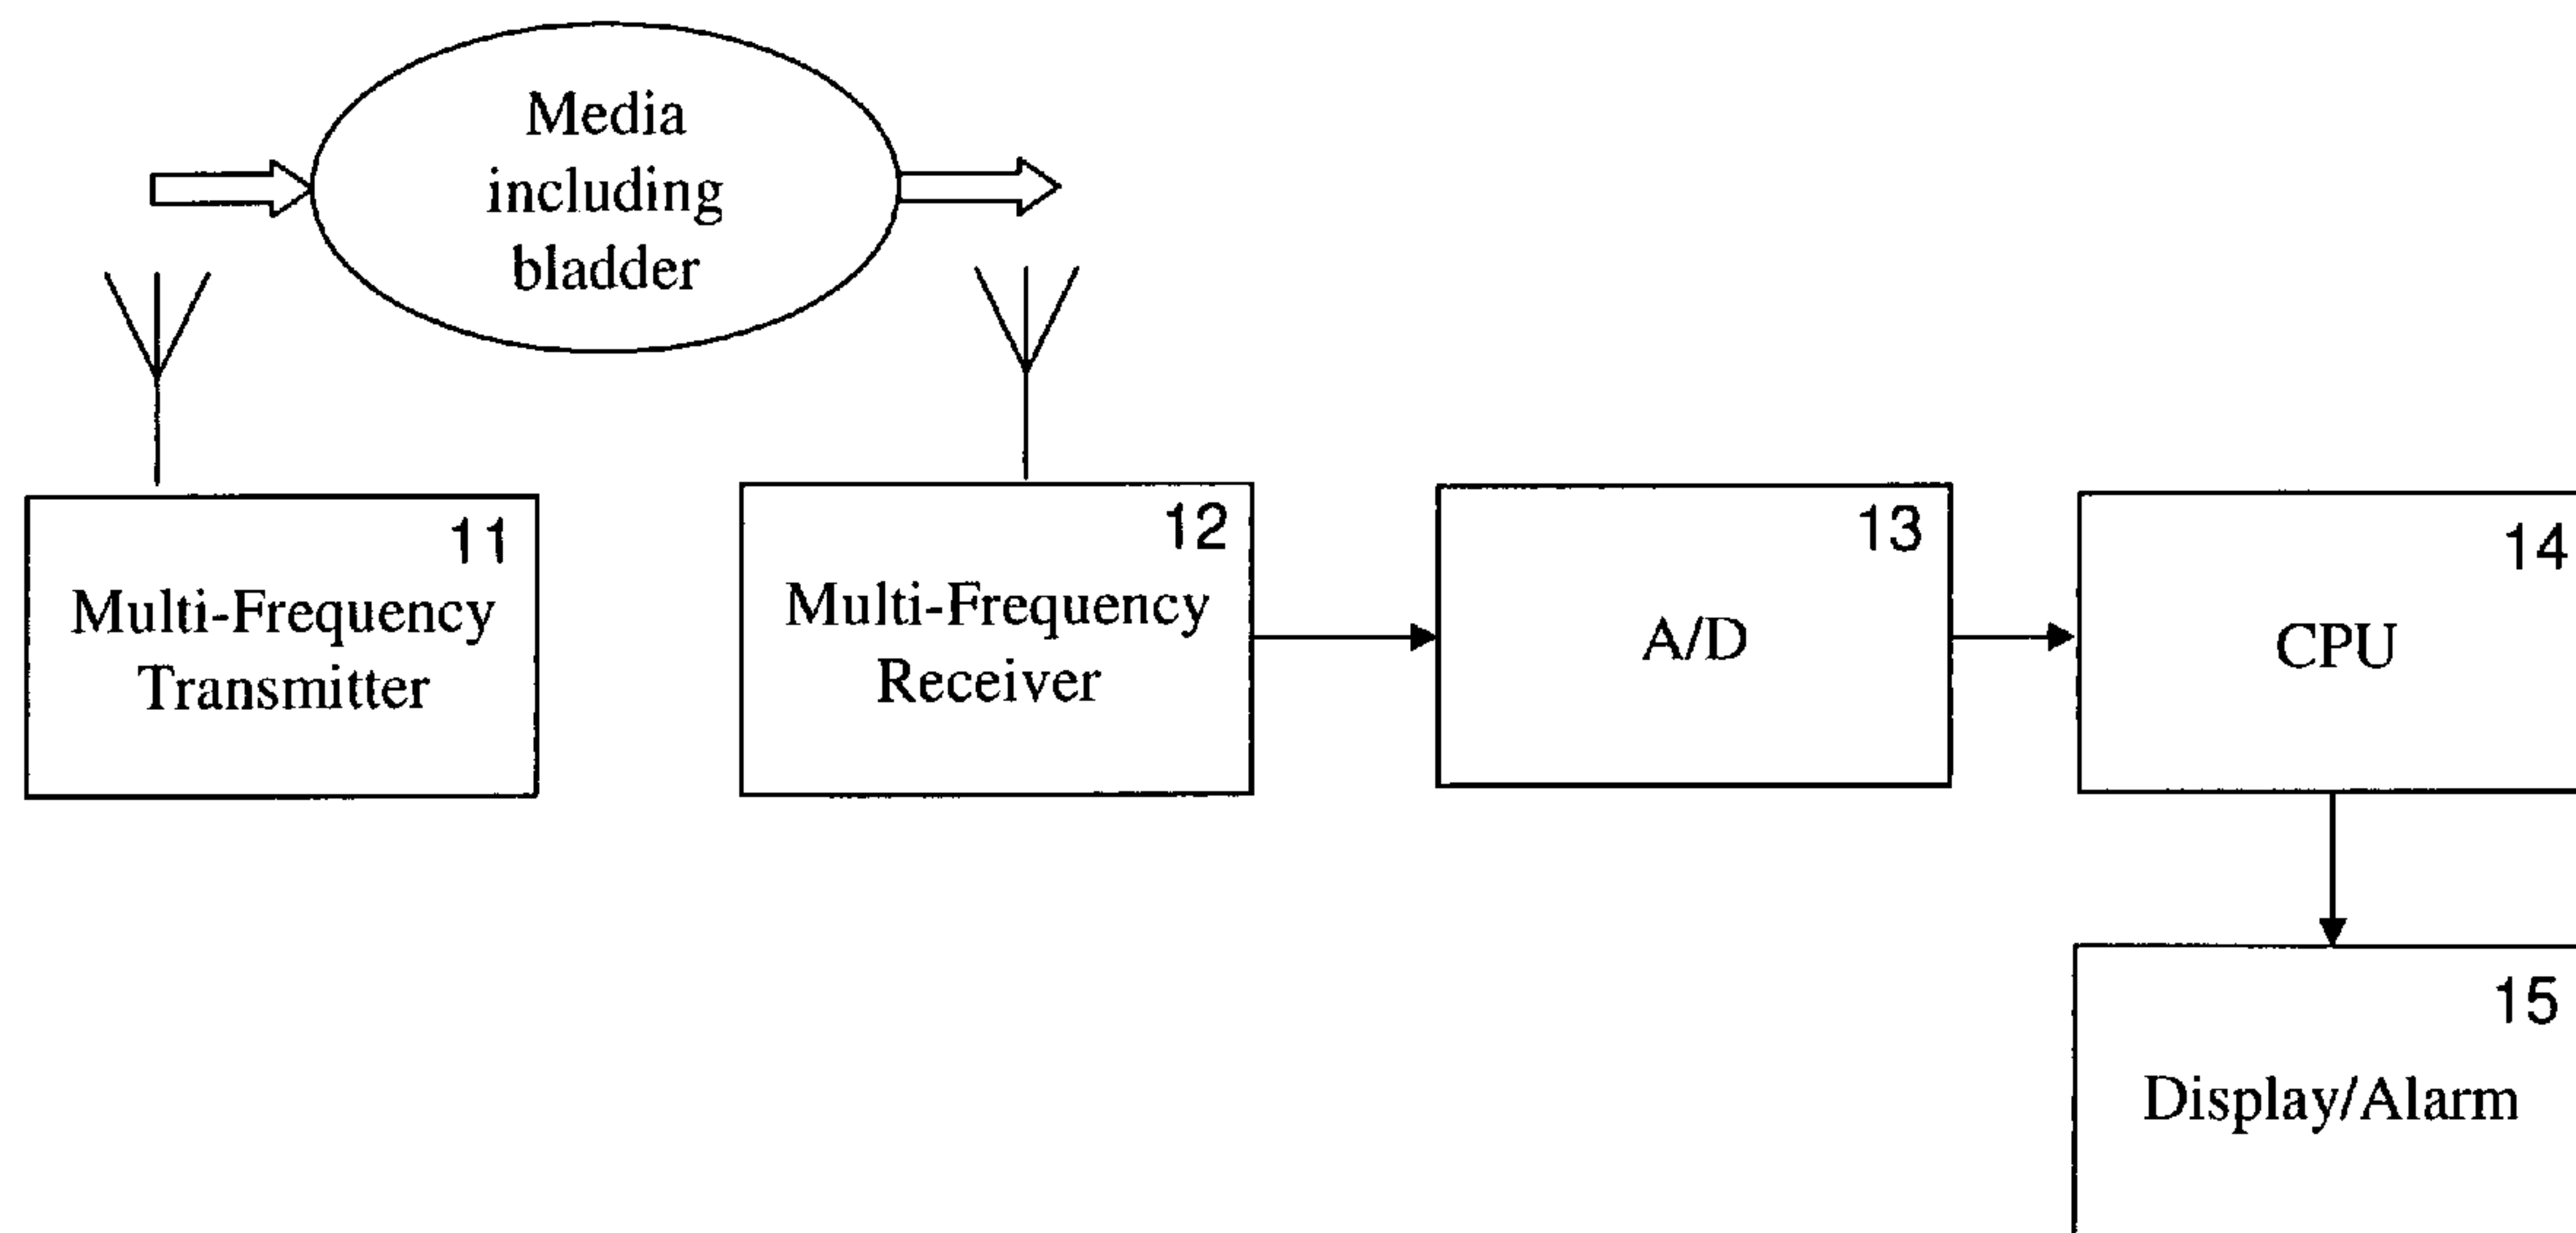 Media
including
bladder
11
Multi-Frequency
Transmitter
12
Multi-Frequency
Receiver
13
A/D
14
CPU
15
Display/Alarm